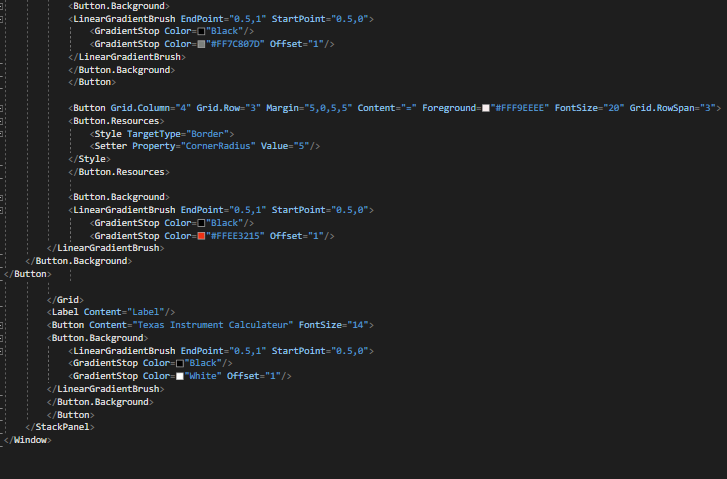 <Button.Background>
<LinearGradientBrush EndPoint="0.5,1" StartPoint="0.5,0">
<GradientStop Color="Black"/>
<GradientStop Color="#FF7C807D" Offset="1"/>
</LinearGradientBrush>
</Button.Background>
</Button>
<Button Grid.Column="4" Grid.Row="3" Margin="5,0,5,5" Content="=" Foreground="#FFF9EEEE" FontSize="20" Grid.RowSpan="3">
<Button.Resources>
<Style TargetType="Border">
<Setter Property="CornerRadius" Value="5"/>
</Style>
</Button.Resources>
<Button.Background>
<LinearGradientBrush EndPoint="0.5,1" StartPoint="0.5,0">
<GradientStop Color="Black"/>
<GradientStop Color="#FFEE3215" Offset="1"/>
</LinearGradientBrush>
</Button.Background>
</Button>
</Grid>
<Label Content="Label"/>
<Button Content="Texas Instrument Calculateur" FontSize="14">
<Button.Background>
<LinearGradientBrush EndPoint="0.5,1" StartPoint="0.5,0">
<GradientStop Color="Black"/>
<GradientStop Color="White" Offset="1"/>
</LinearGradientBrush>
</Button.Background>
</Button>
</StackPanel>
</Window>